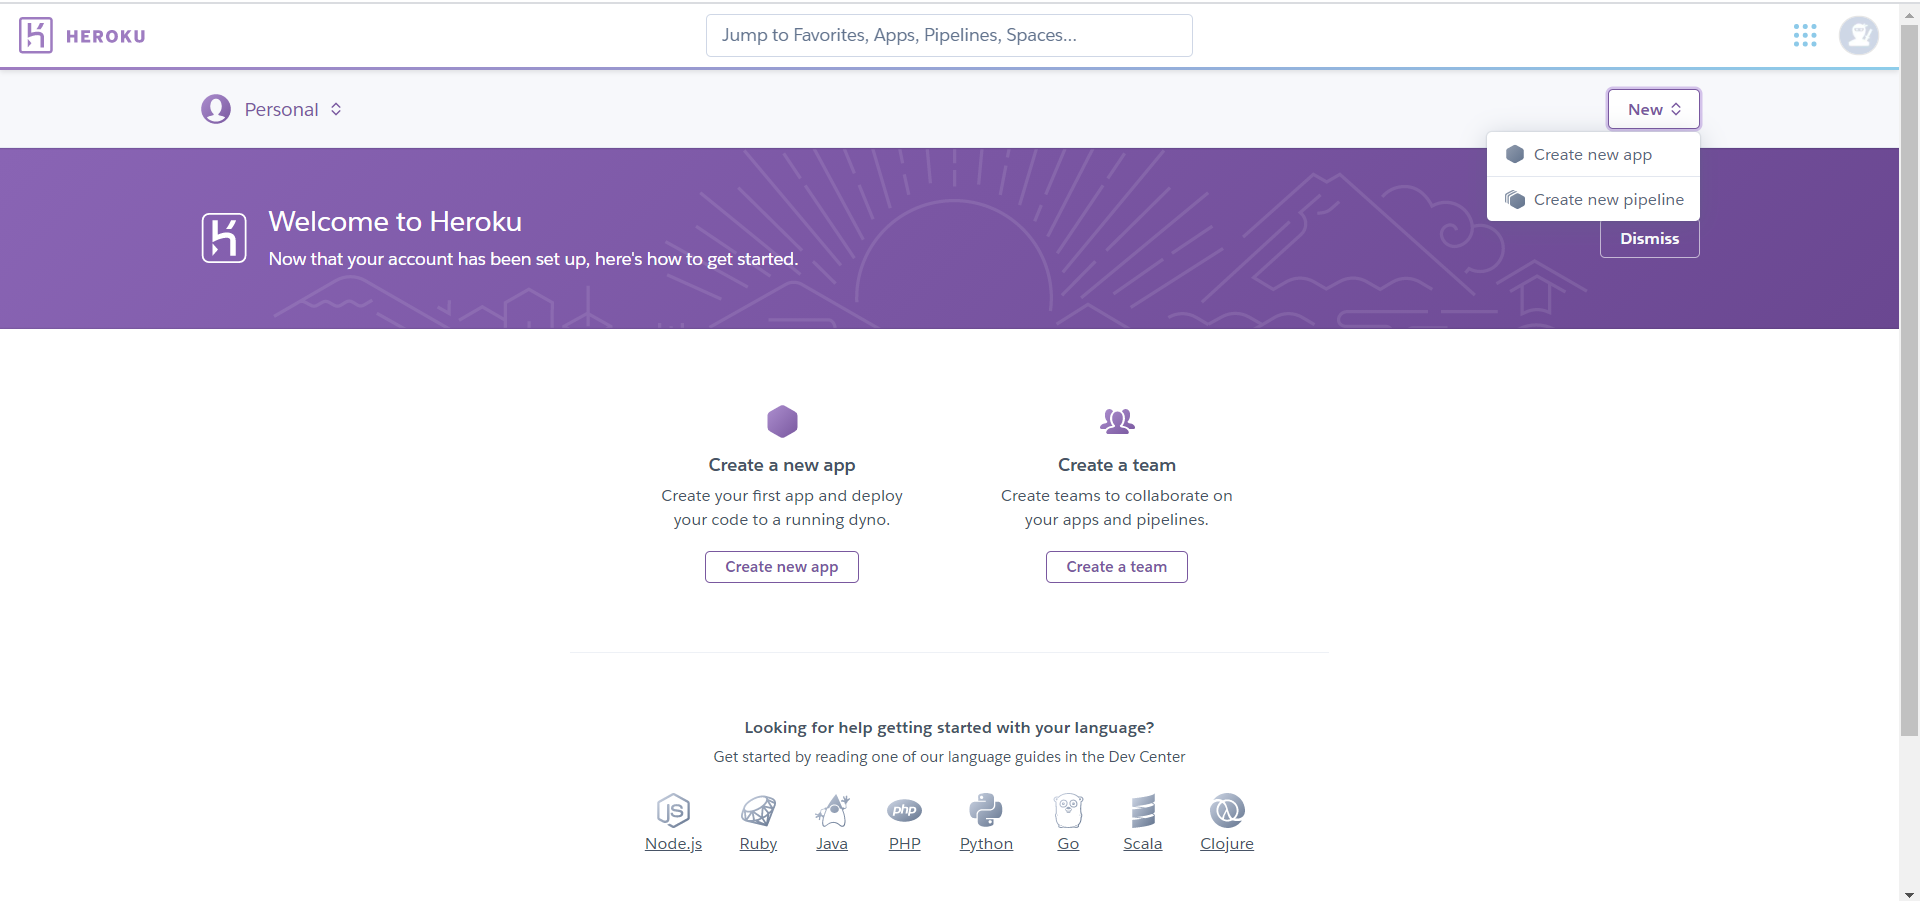 HEROKU
Jump to Favorites, Apps, Pipelines, Spaces...
Personal
New
Create new app
Create new pipeline
Welcome to Heroku
Now that your account has been set up, here's how to get started.
Dismiss
Create a new app
Create your first app and deploy
your code to a running dyno.
Create new app
Create a team
Create teams to collaborate on
your apps and pipelines.
Create a team
Looking for help getting started with your language?
Get started by reading one of our language guides in the Dev Center
JS
php
Node.js
Ruby
Java
PHP
Python
Go
Scala
Clojure